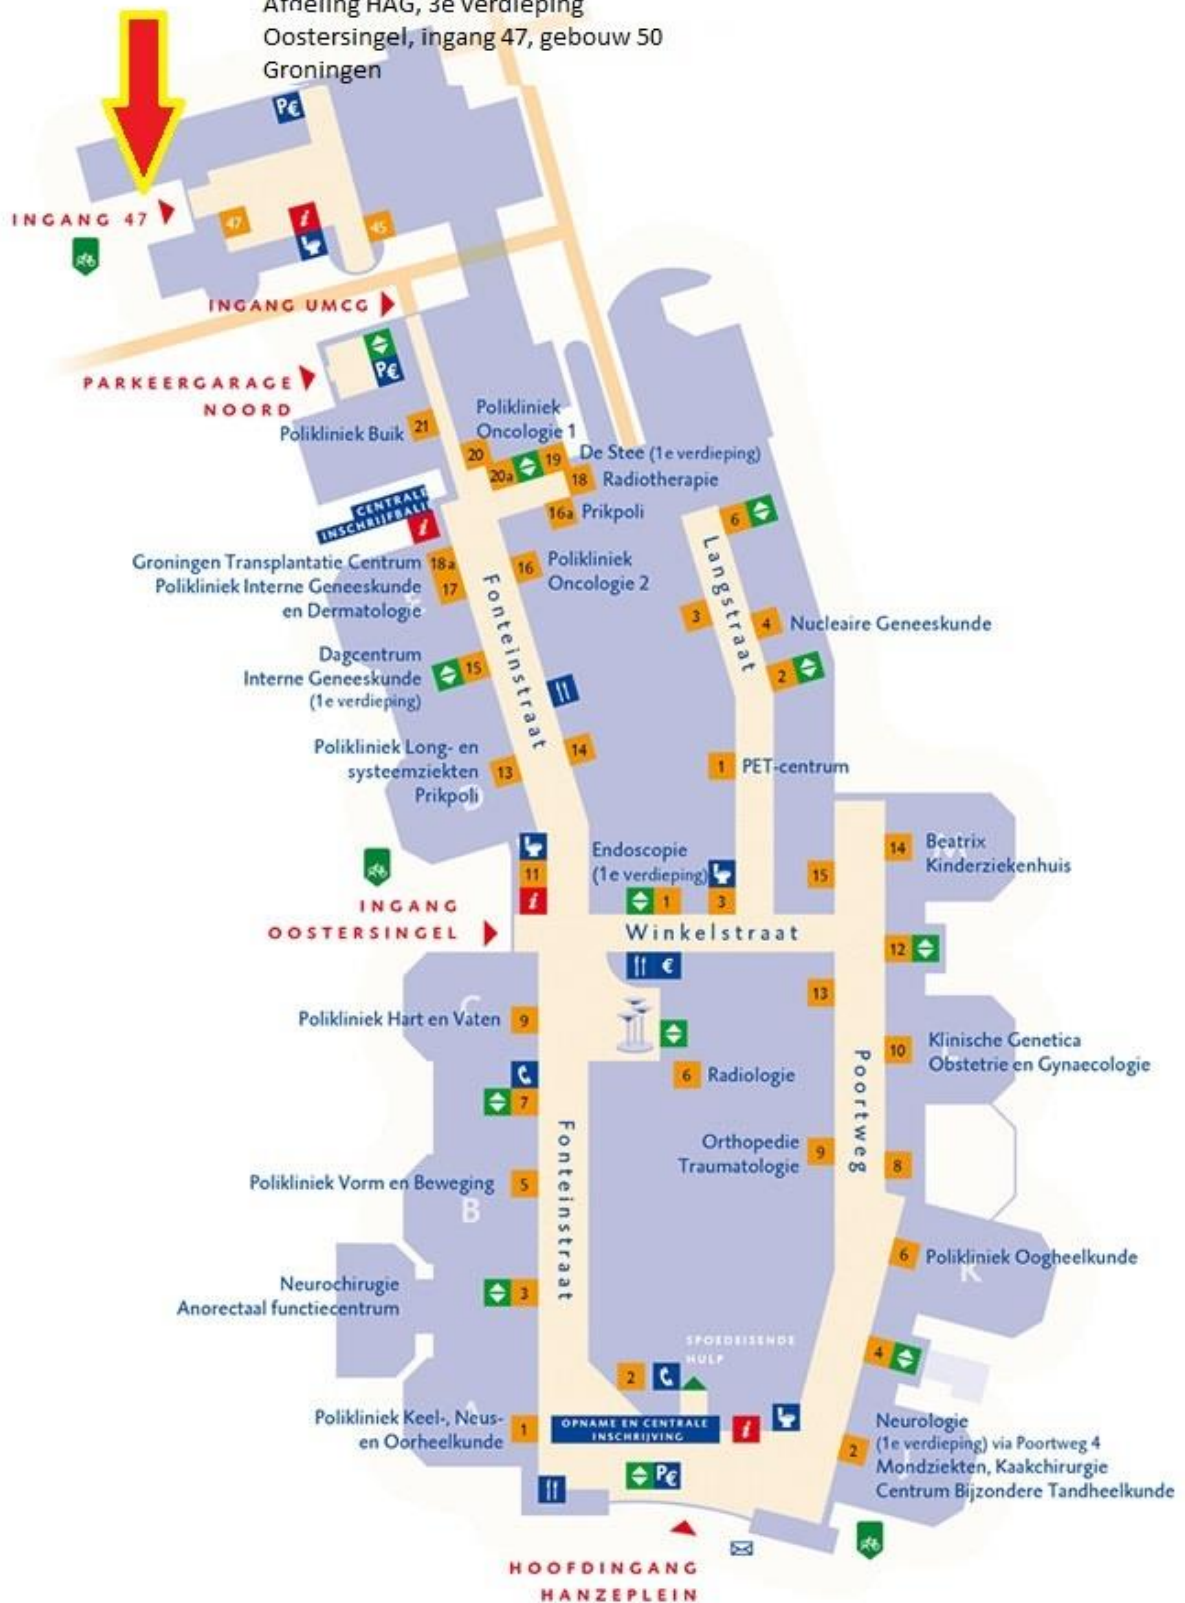 Afdeling HAG, 3e verdieping
Oostersingel, ingang 47, gebouw 50
Groningen
P€
INGANG 47
47
i
45
INGANG UMCG
P€
PARKEERGARAGE
NOORD
Polikliniek Buik 21
Polikliniek
Oncologie 1
20
20a
19 De Stee (1e verdieping)
18 Radiotherapie
16a Prikpoli
CENTRALE
INSCHRIJFBALIE
i
Groningen Transplantatie Centrum 18a
Polikliniek Interne Geneeskunde 17
en Dermatologie
16 Polikliniek
Oncologie 2
Fonteinstraat
Langstraat
6
3
4 Nucleaire Geneeskunde
2
Dagcentrum
Interne Geneeskunde
(1e verdieping)
15
14
Polikliniek Long- en
systeemziekten
Prikpoli
13
D
1 PET-centrum
11
i
Endoscopie
(1e verdieping)
1
3
15
14 Beatrix
Kinderziekenhuis
M
INGANG
OOSTERSINGEL
Winkelstraat
€
12
13
C
Polikliniek Hart en Vaten 9
10 Klinische Genetica
Obstetrie en Gynaecologie
L
6 Radiologie
7
Poortweg
Orthopedie
Traumatologie
9
8
Fonteinstraat
Polikliniek Vorm en Beweging 5
B
6 Polikliniek Oogheelkunde
K
Neurochirugie
Anorectaal functiecentrum
3
SPOEDEISENDE
HULP
2
4
Polikliniek Keel-, Neus-
en Oorheelkunde
1
A
OPNAME EN CENTRALE
INSCHRIJVING
i
2
Neurologie
(1e verdieping) via Poortweg 4
Mondziekten, Kaakchirurgie
Centrum Bijzondere Tandheelkunde
P€
HOOFDINGANG
HANZEPLEIN